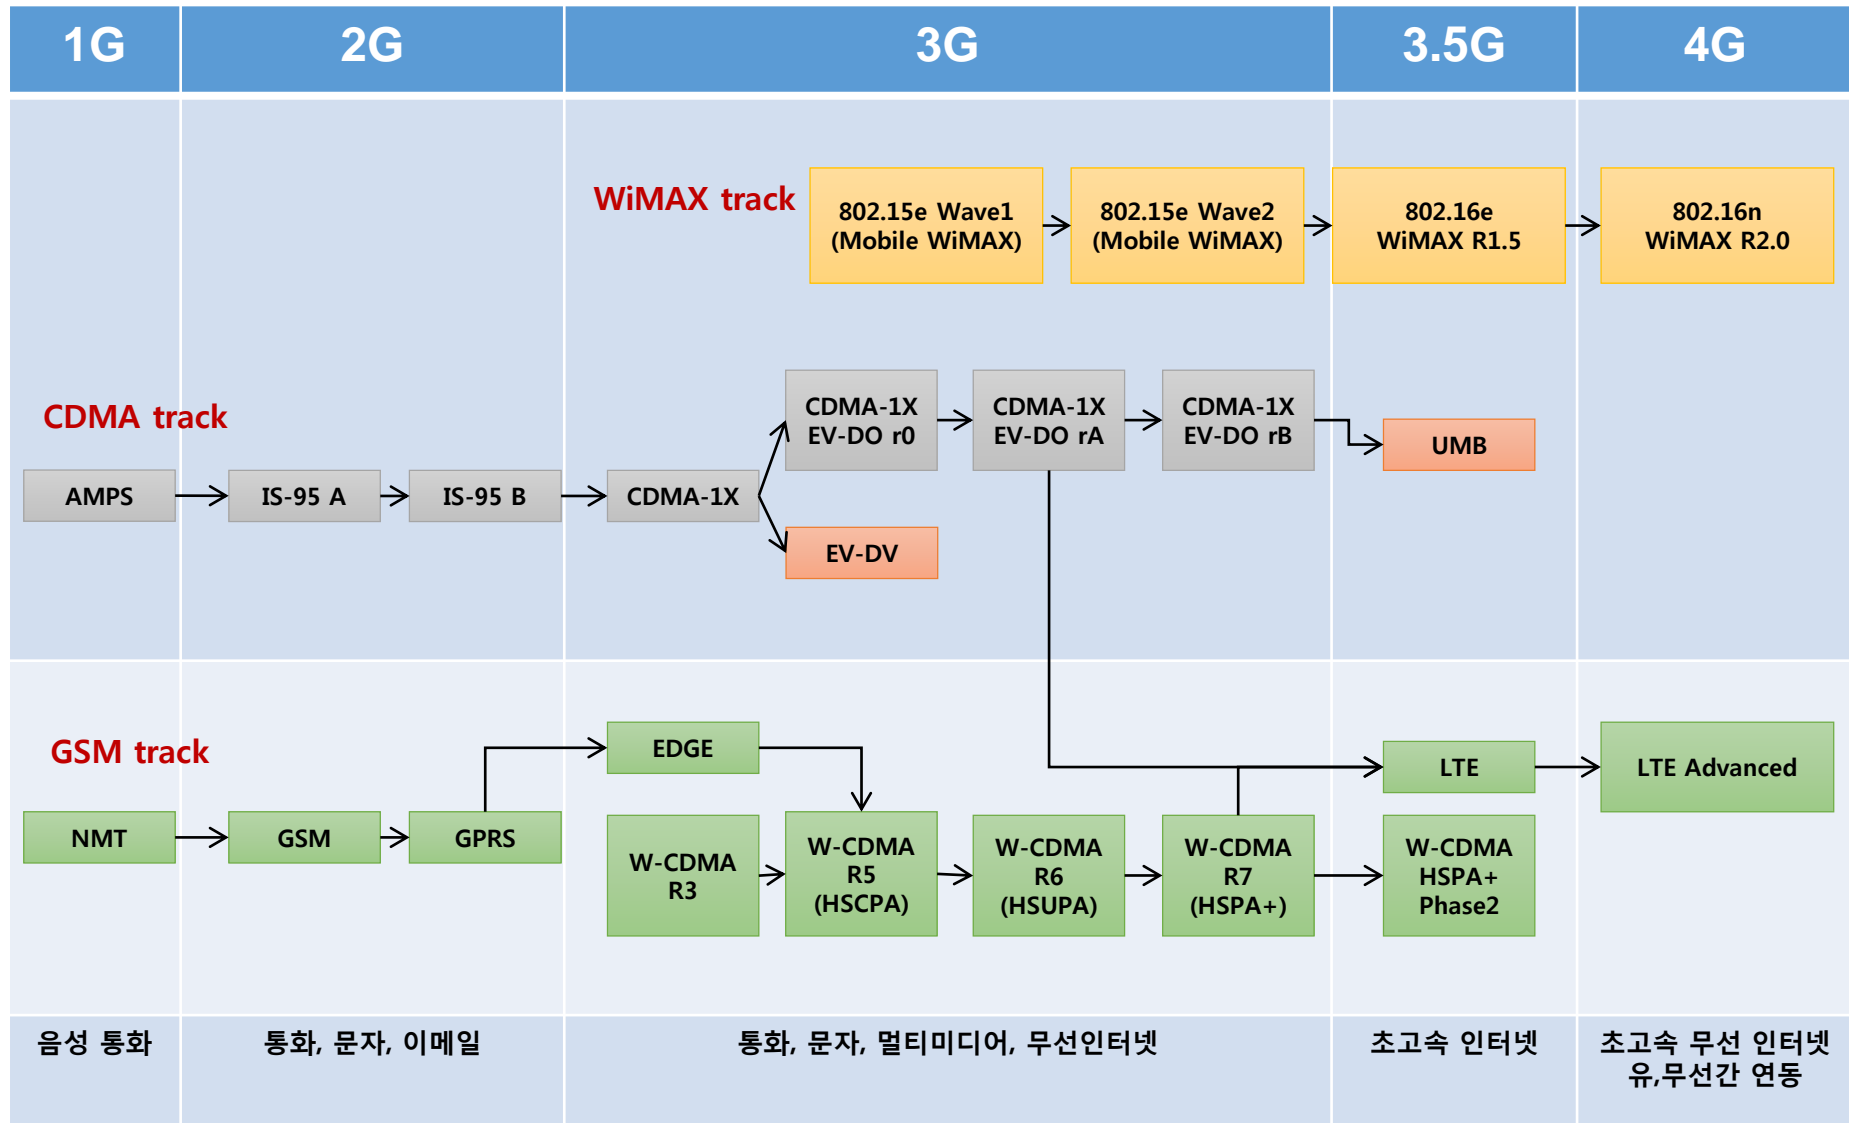 1G
2G
3G
3.5G
4G
WiMAX track
802.15e Wave1
(Mobile WiMAX)
802.15e Wave2
(Mobile WiMAX)
802.16e
WiMAX R1.5
802.16n
WiMAX R2.0
CDMA track
AMPS
IS-95 A
IS-95 B
CDMA-1X
CDMA-1X
EV-DO r0
CDMA-1X
EV-DO rA
CDMA-1X
EV-DO rB
UMB
EV-DV
GSM track
NMT
GSM
GPRS
EDGE
W-CDMA
R3
W-CDMA
R5
(HSCPA)
W-CDMA
R6
(HSUPA)
W-CDMA
R7
(HSPA+)
LTE
LTE Advanced
W-CDMA
HSPA+
Phase2
음성 통화
통화, 문자, 이메일
통화, 문자, 멀티미디어, 무선인터넷
초고속 인터넷
초고속 무선 인터넷
유,무선간 연동